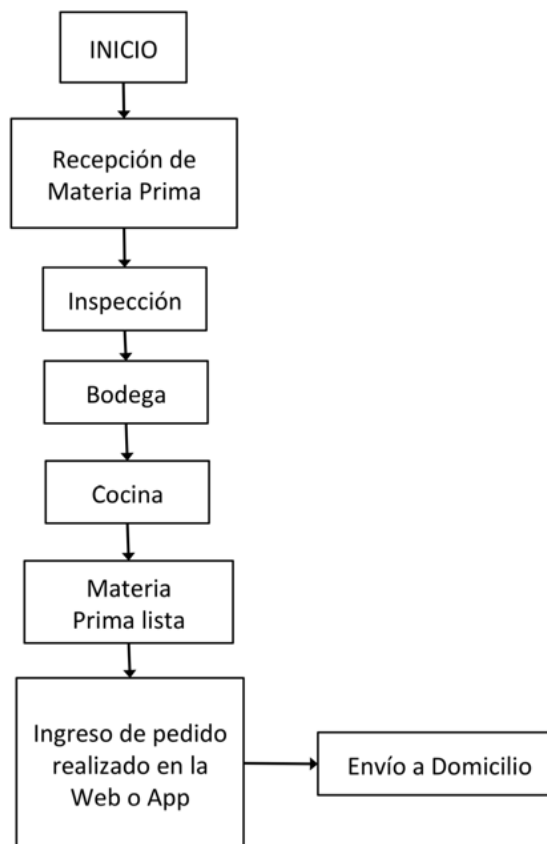 INICIO
Recepción de
Materia Prima
Inspección
Bodega
Cocina
Materia
Prima lista
Ingreso de pedido
realizado en la
Web o App
Envío a Domicilio